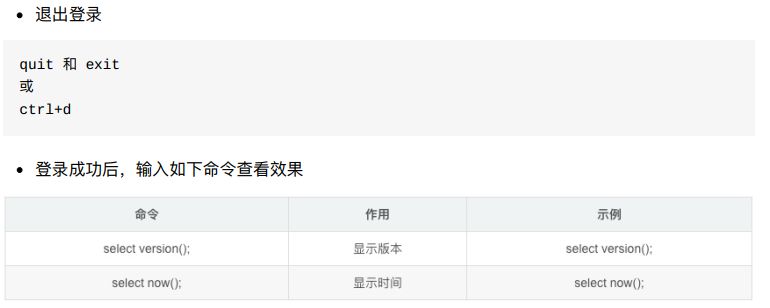 • 退出登录
quit 和 exit
或
ctrl+d
• 登录成功后，输入如下命令查看效果
命令 作用 示例
select version(); 显示版本 select version();
select now(); 显示时间 select now();